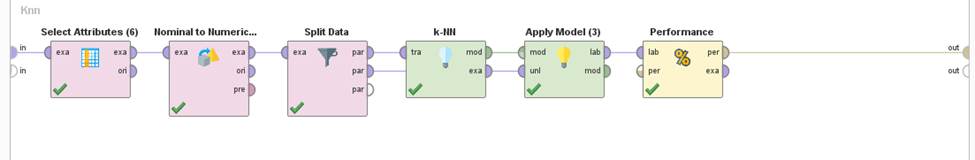 Knn
Select Attributes (6) Nominal to Numeric... Split Data k-NN Apply Model (3) Performance
in exa exa exa exa exa par tra mod mod lab lab per out
in ori ori par exa unl mod per exa out
pre par